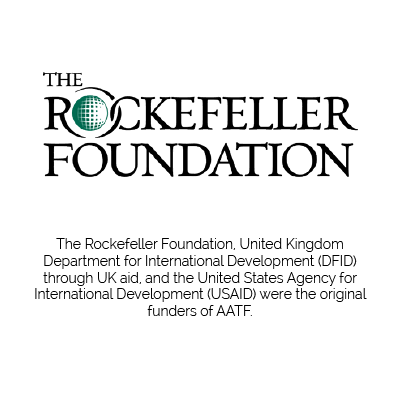 THE
ROCKEFELLER
FOUNDATION
The Rockefeller Foundation, United Kingdom
Department for International Development (DFID)
through UK aid, and the United States Agency for
International Development (USAID) were the original
funders of AATF.